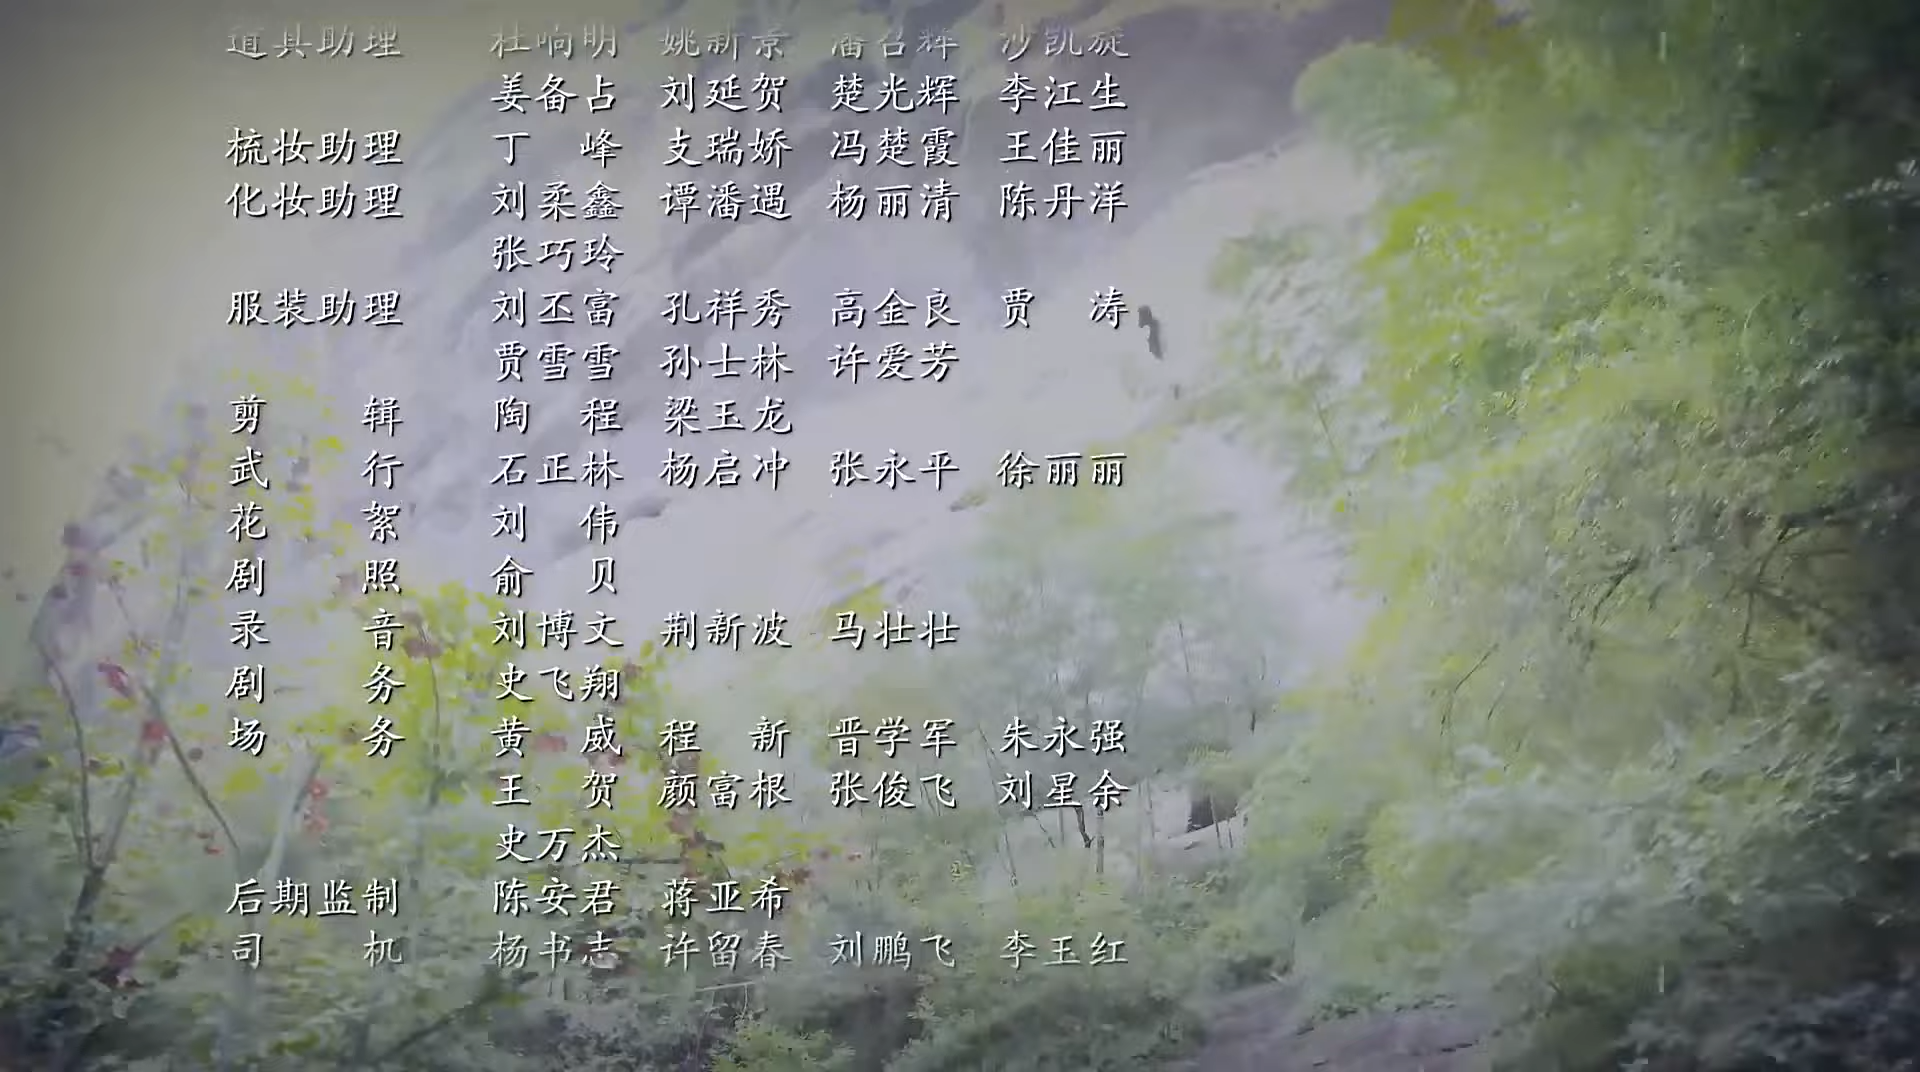 道具助理 杜响明 姚新景 潘召辉 沙凯旋
姜备占 刘延贺 楚光辉 李江生
梳妆助理 丁峰 支瑞娇 冯楚霞 王佳丽
化妆助理 刘柔鑫 谭潘遇 杨丽清 陈丹洋
张巧玲
服装助理 刘丕富 孔祥秀 高金良 贾涛
贾雪雪 孙士林 许爱芳
剪辑 陶程 梁玉龙
武行 石正林 杨启冲 张永平 徐丽丽
花絮 刘伟
剧照 俞贝
录音 刘博文 荆新波 马壮壮
剧务 史飞翔
场务 黄威 程新 晋学军 朱永强
王贺 颜富根 张俊飞 刘星余
史万杰
后期监制 陈安君 蒋亚希
司机 杨书志 许留春 刘鹏飞 李玉红